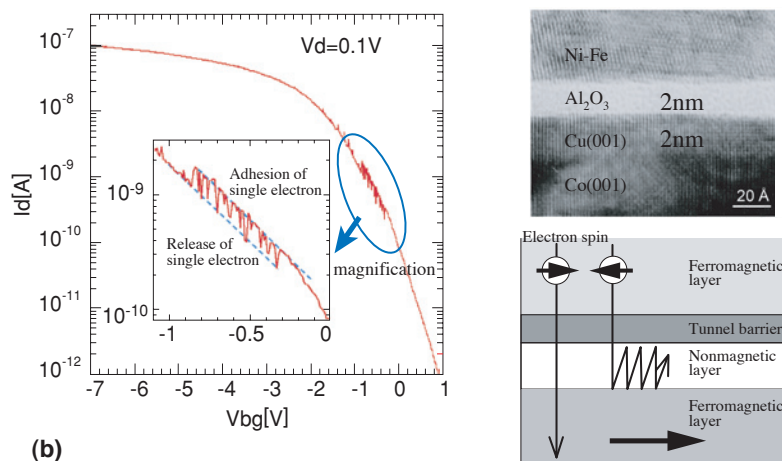 Vd=0.1V
Id[A]
10-7
10-8
10-9
10-10
10-11
10-12
-7
-6
-5
-4
-3
-2
-1
0
1
Vbg[V]
Adhesion of
single electron
Release of
single electron
10-9
10-10
-1
-0.5
0
magnification
(b)
Ni-Fe
Al2O3
2nm
Cu(001)
2nm
Co(001)
20 Å
Electron spin
Ferromagnetic
layer
Tunnel barrier
Nonmagnetic
layer
Ferromagnetic
layer